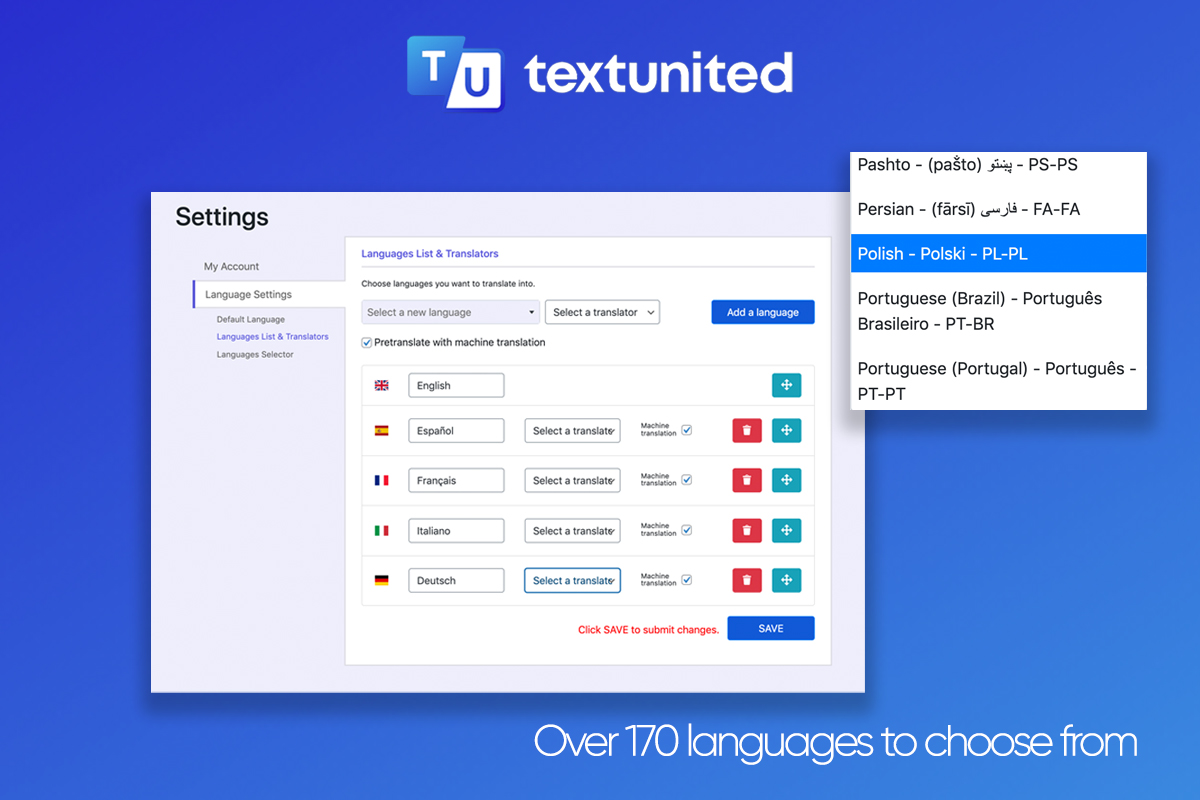 TU textunited
Settings
My Account
Language Settings
Default Language
Languages List & Translators
Languages Selector
Languages List & Translators
Choose languages you want to translate into.
Select a new language
Select a translator
Add a language
Pretranslate with machine translation
English
Español
Select a translate
Machine
translation
Français
Select a translate
Machine
translation
Italiano
Select a translate
Machine
translation
Deutsch
Select a translate
Machine
translation
Click SAVE to submit changes.
SAVE
Pashto - (pašto) پښتو - PS-PS
Persian - (fārsī) فارسی - FA-FA
Polish - Polski - PL-PL
Portuguese (Brazil) - Português
Brasileiro - PT-BR
Portuguese (Portugal) - Português -
PT-PT
Over 170 languages to choose from